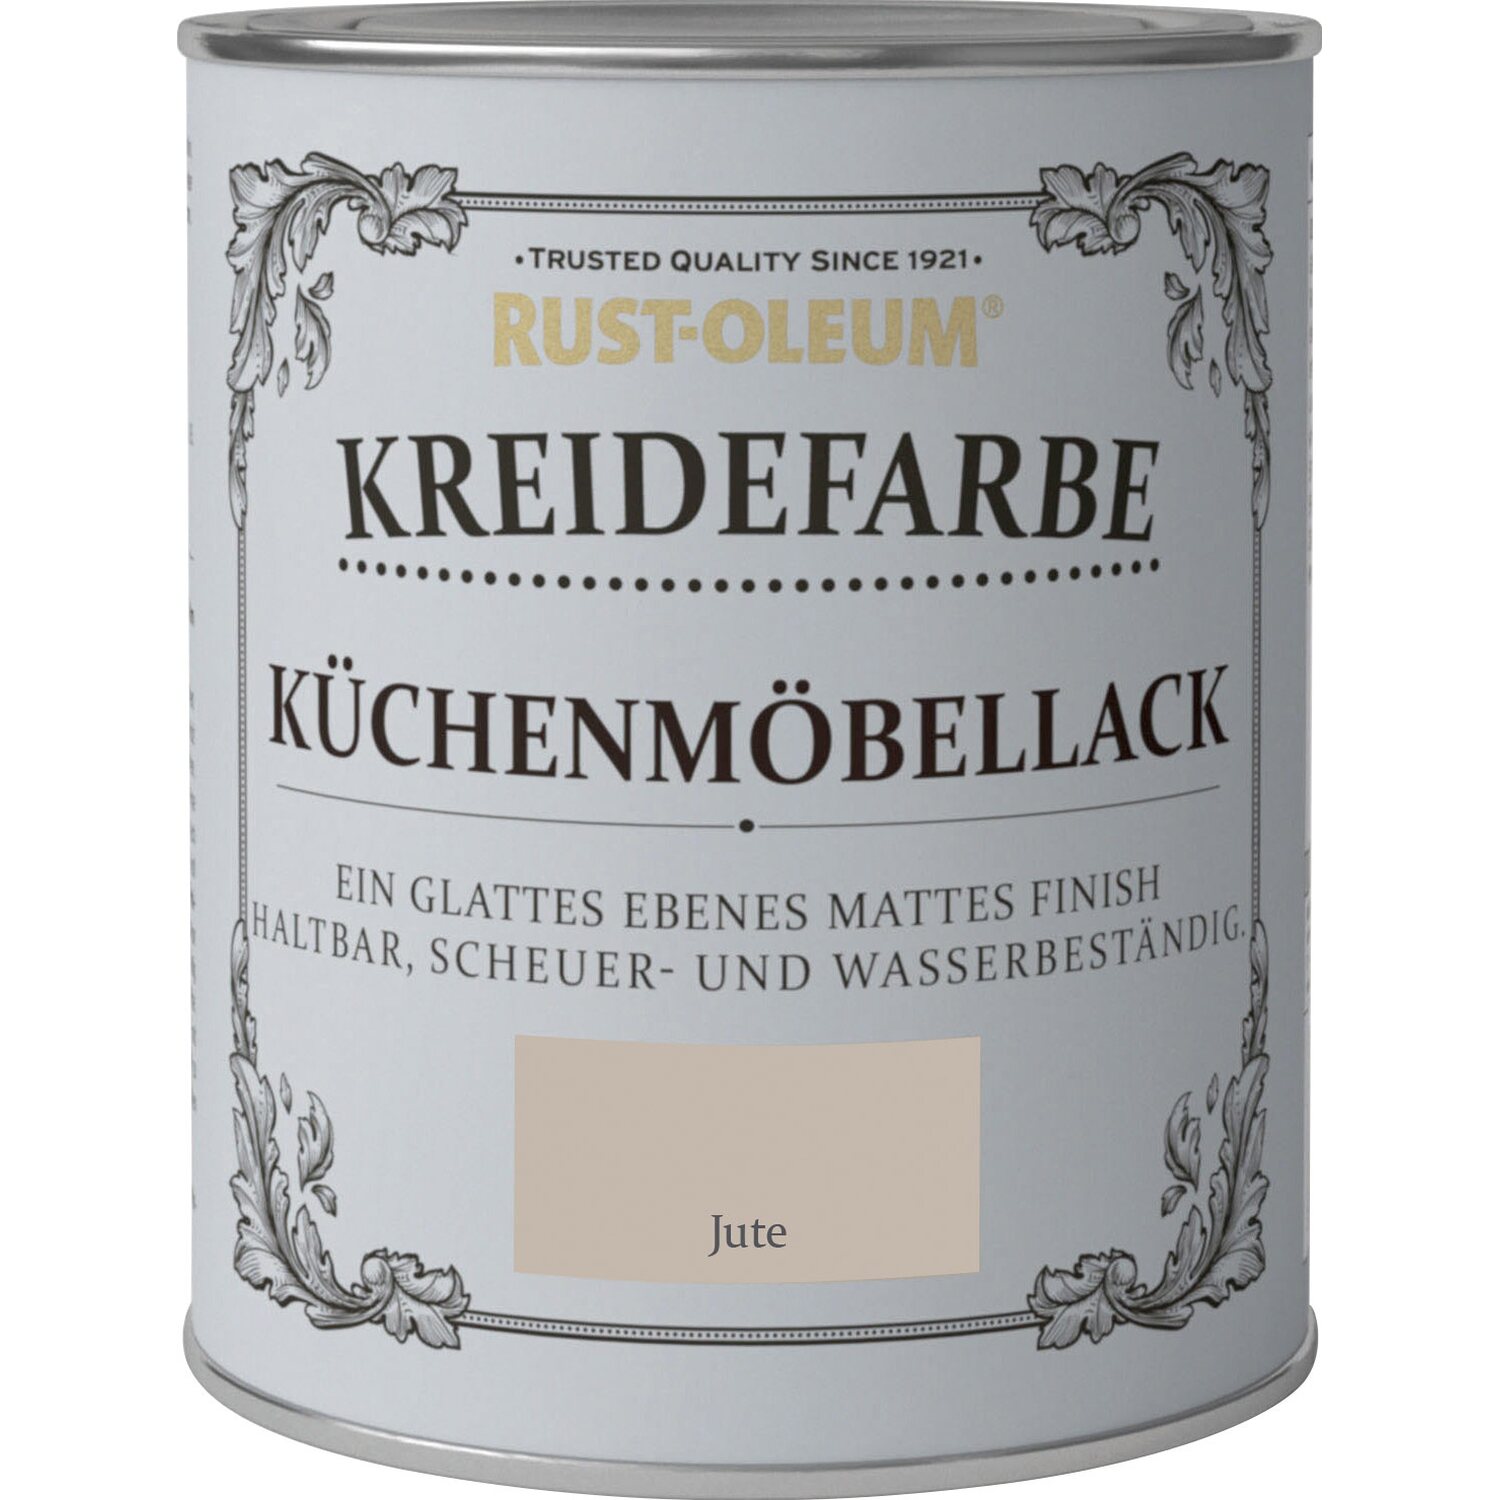 ·TRUSTED QUALITY SINCE 1921·
RUST-OLEUM®
KREIDEFARBE
KÜCHENMÖBELLACK
EIN GLATTES EBENES MATTES FINISH
HALTBAR, SCHEUER- UND WASSERBESTÄNDIG.
Jute